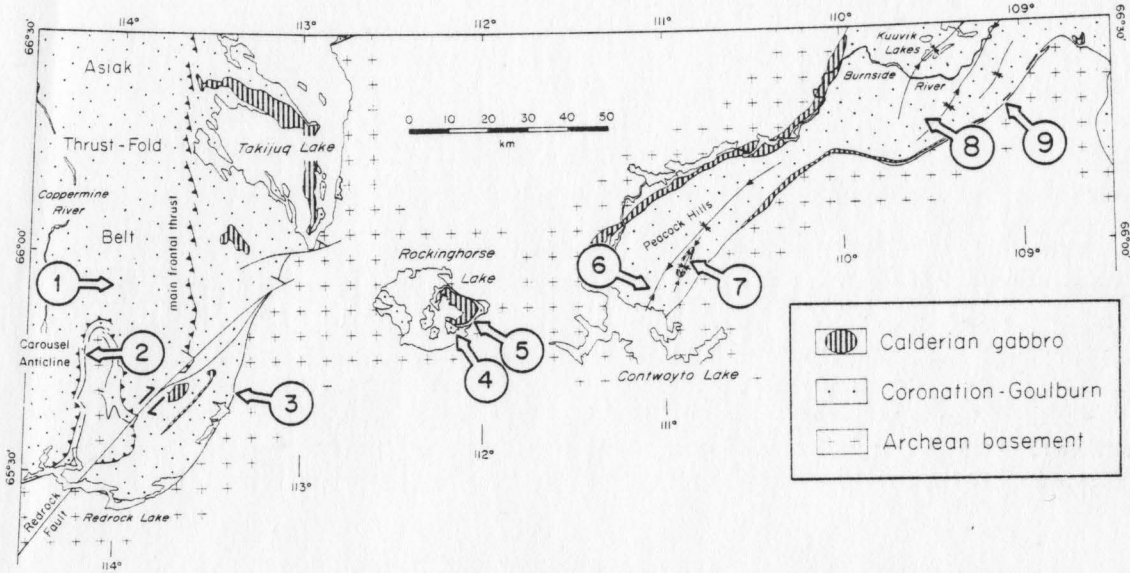 114°
113°
112°
111°
110°
109°
66°30'
66°30'
Asiak
Thrust-Fold
Belt
Coppermine
River
main frontal thrust
Takijuq Lake
0 10 20 30 40 50
km
Kuuvik
Lakes
Burnside
River
8
9
66°00'
66°00'
110°
109°
Peacock Hills
Rockinghorse
Lake
1
6
7
5
4
2
3
Carousel
Anticline
Contwoyto Lake
111°
112°
113°
65°30'
Redrock
Fault
Redrock Lake
114°
Calderian gabbro
Coronation-Goulburn
Archean basement